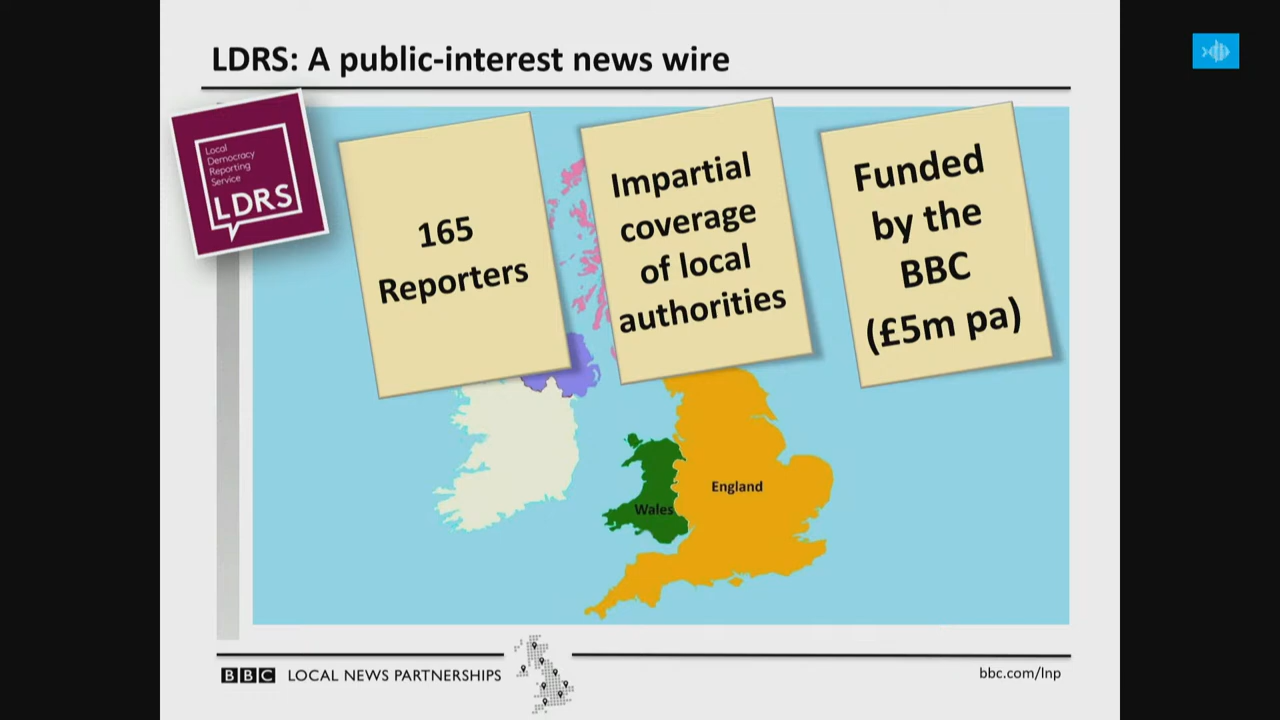 LDRS: A public-interest news wire
Local
Democracy
Reporting
Service
LDRS
165
Reporters
Impartial
coverage
of local
authorities
Funded
by the
BBC
(£5m pa)
England
Wales
BBC LOCAL NEWS PARTNERSHIPS
bbc.com/lnp